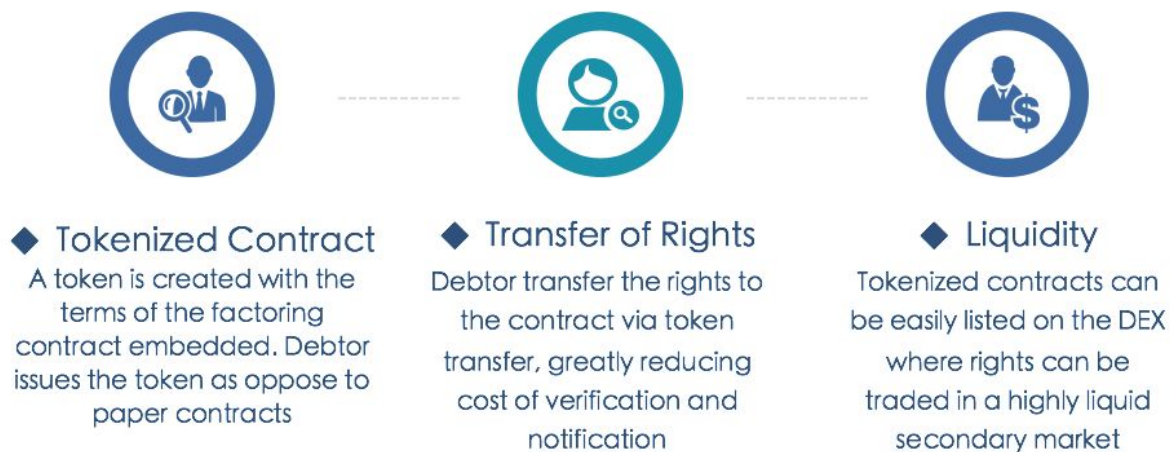 ◆ Tokenized Contract
A token is created with the
terms of the factoring
contract embedded. Debtor
issues the token as oppose to
paper contracts
◆ Transfer of Rights
Debtor transfer the rights to
the contract via token
transfer, greatly reducing
cost of verification and
notification
◆ Liquidity
Tokenized contracts can
be easily listed on the DEX
where rights can be
traded in a highly liquid
secondary market
$